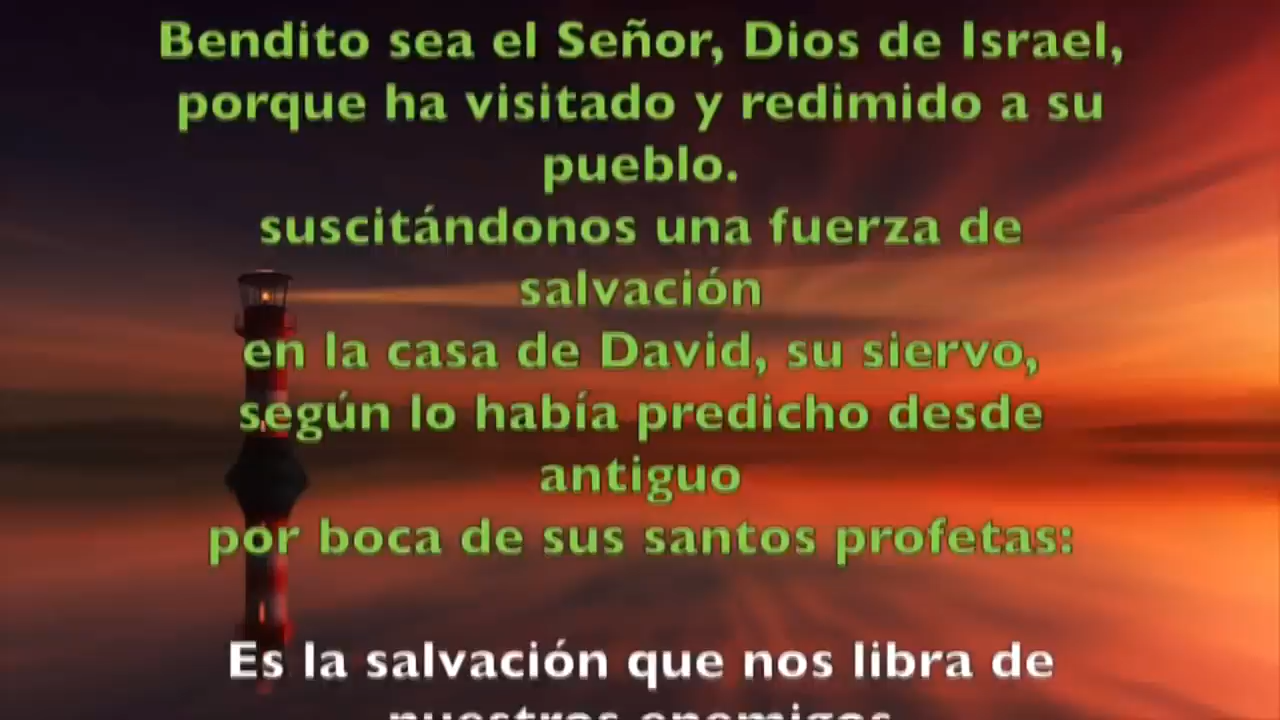 Bendito sea el Señor, Dios de Israel,
porque ha visitado y redimido a su
pueblo.
suscitándonos una fuerza de
salvación
en la casa de David, su siervo,
según lo había predicho desde
antiguo
por boca de sus santos profetas:
Es la salvación que nos libra de
nuestros enemigos